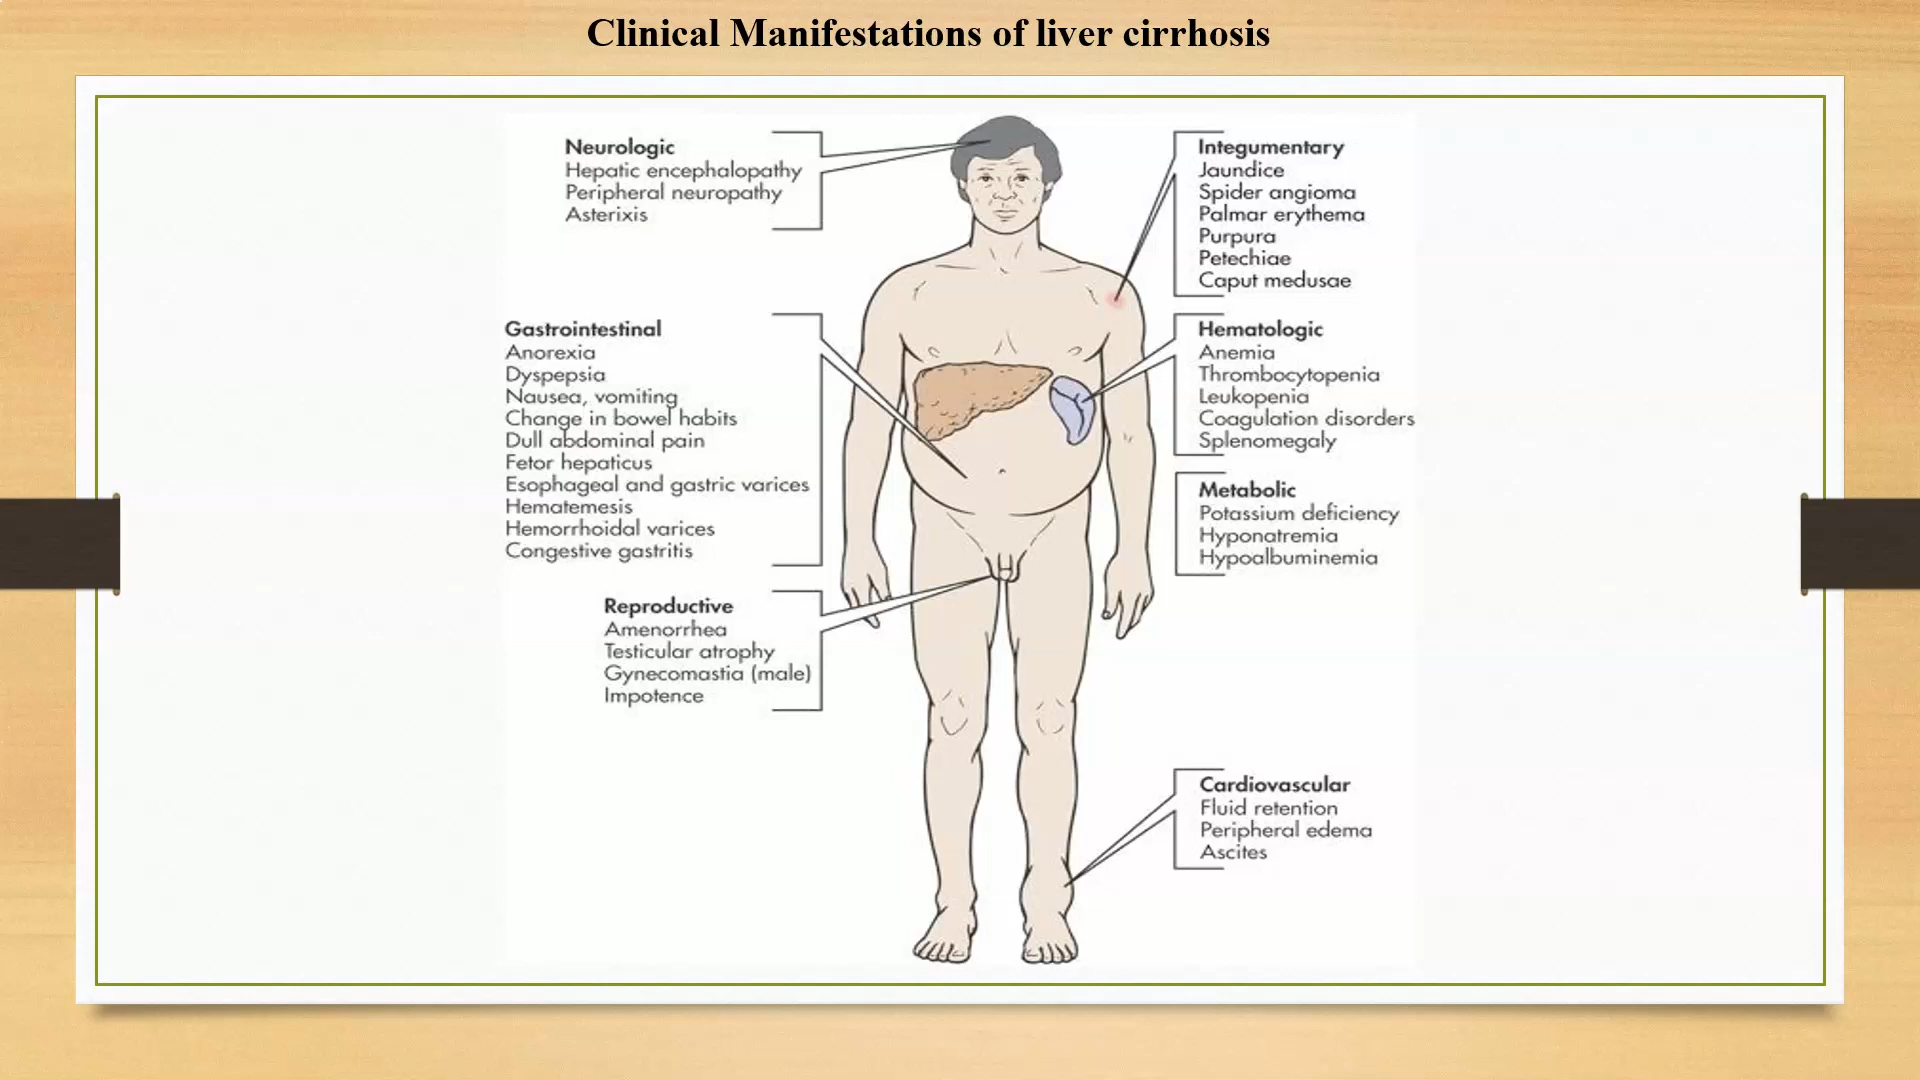 Clinical Manifestations of liver cirrhosis
Neurologic
Hepatic encephalopathy
Peripheral neuropathy
Asterixis
Gastrointestinal
Anorexia
Dyspepsia
Nausea, vomiting
Change in bowel habits
Dull abdominal pain
Fetor hepaticus
Esophageal and gastric varices
Hematemesis
Hemorrhoidal varices
Congestive gastritis
Reproductive
Amenorrhea
Testicular atrophy
Gynecomastia (male)
Impotence
Integumentary
Jaundice
Spider angioma
Palmar erythema
Purpura
Petechiae
Caput medusae
Hematologic
Anemia
Thrombocytopenia
Leukopenia
Coagulation disorders
Splenomegaly
Metabolic
Potassium deficiency
Hyponatremia
Hypoalbuminemia
Cardiovascular
Fluid retention
Peripheral edema
Ascites